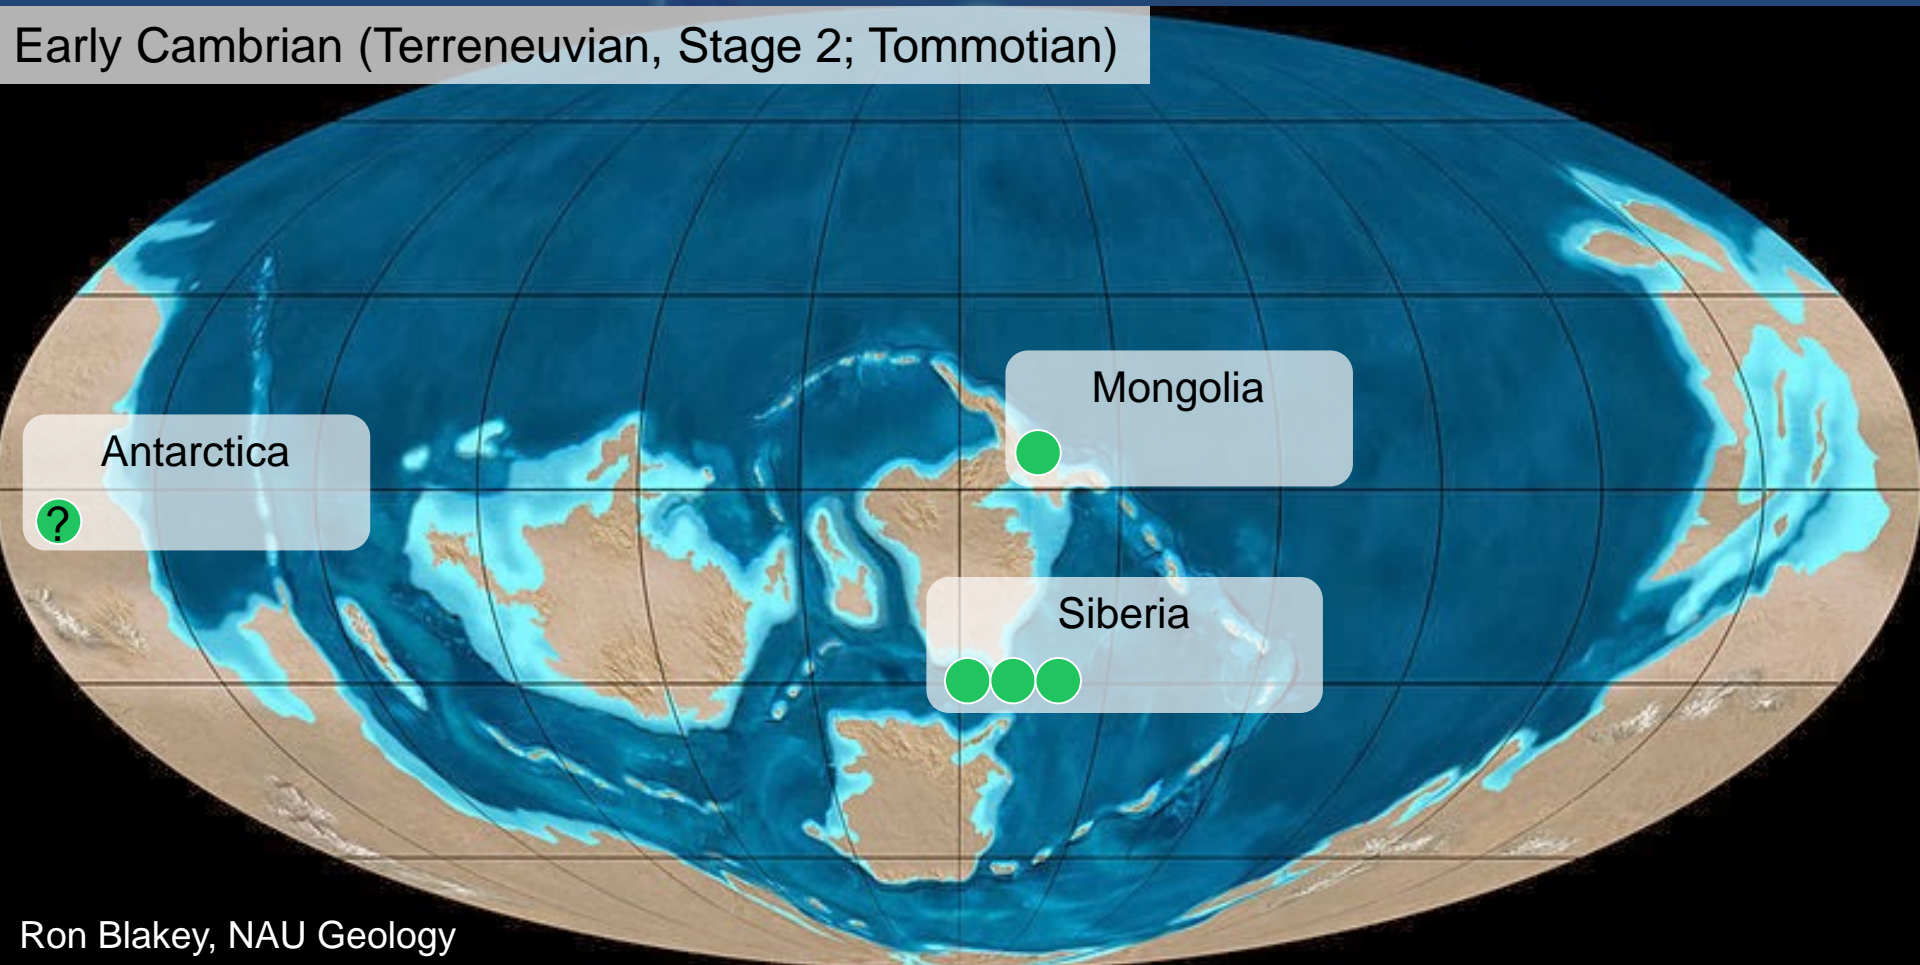 Early Cambrian (Terreneuvian, Stage 2; Tommotian)
Mongolia
Antarctica
?
Siberia
Ron Blakey, NAU Geology